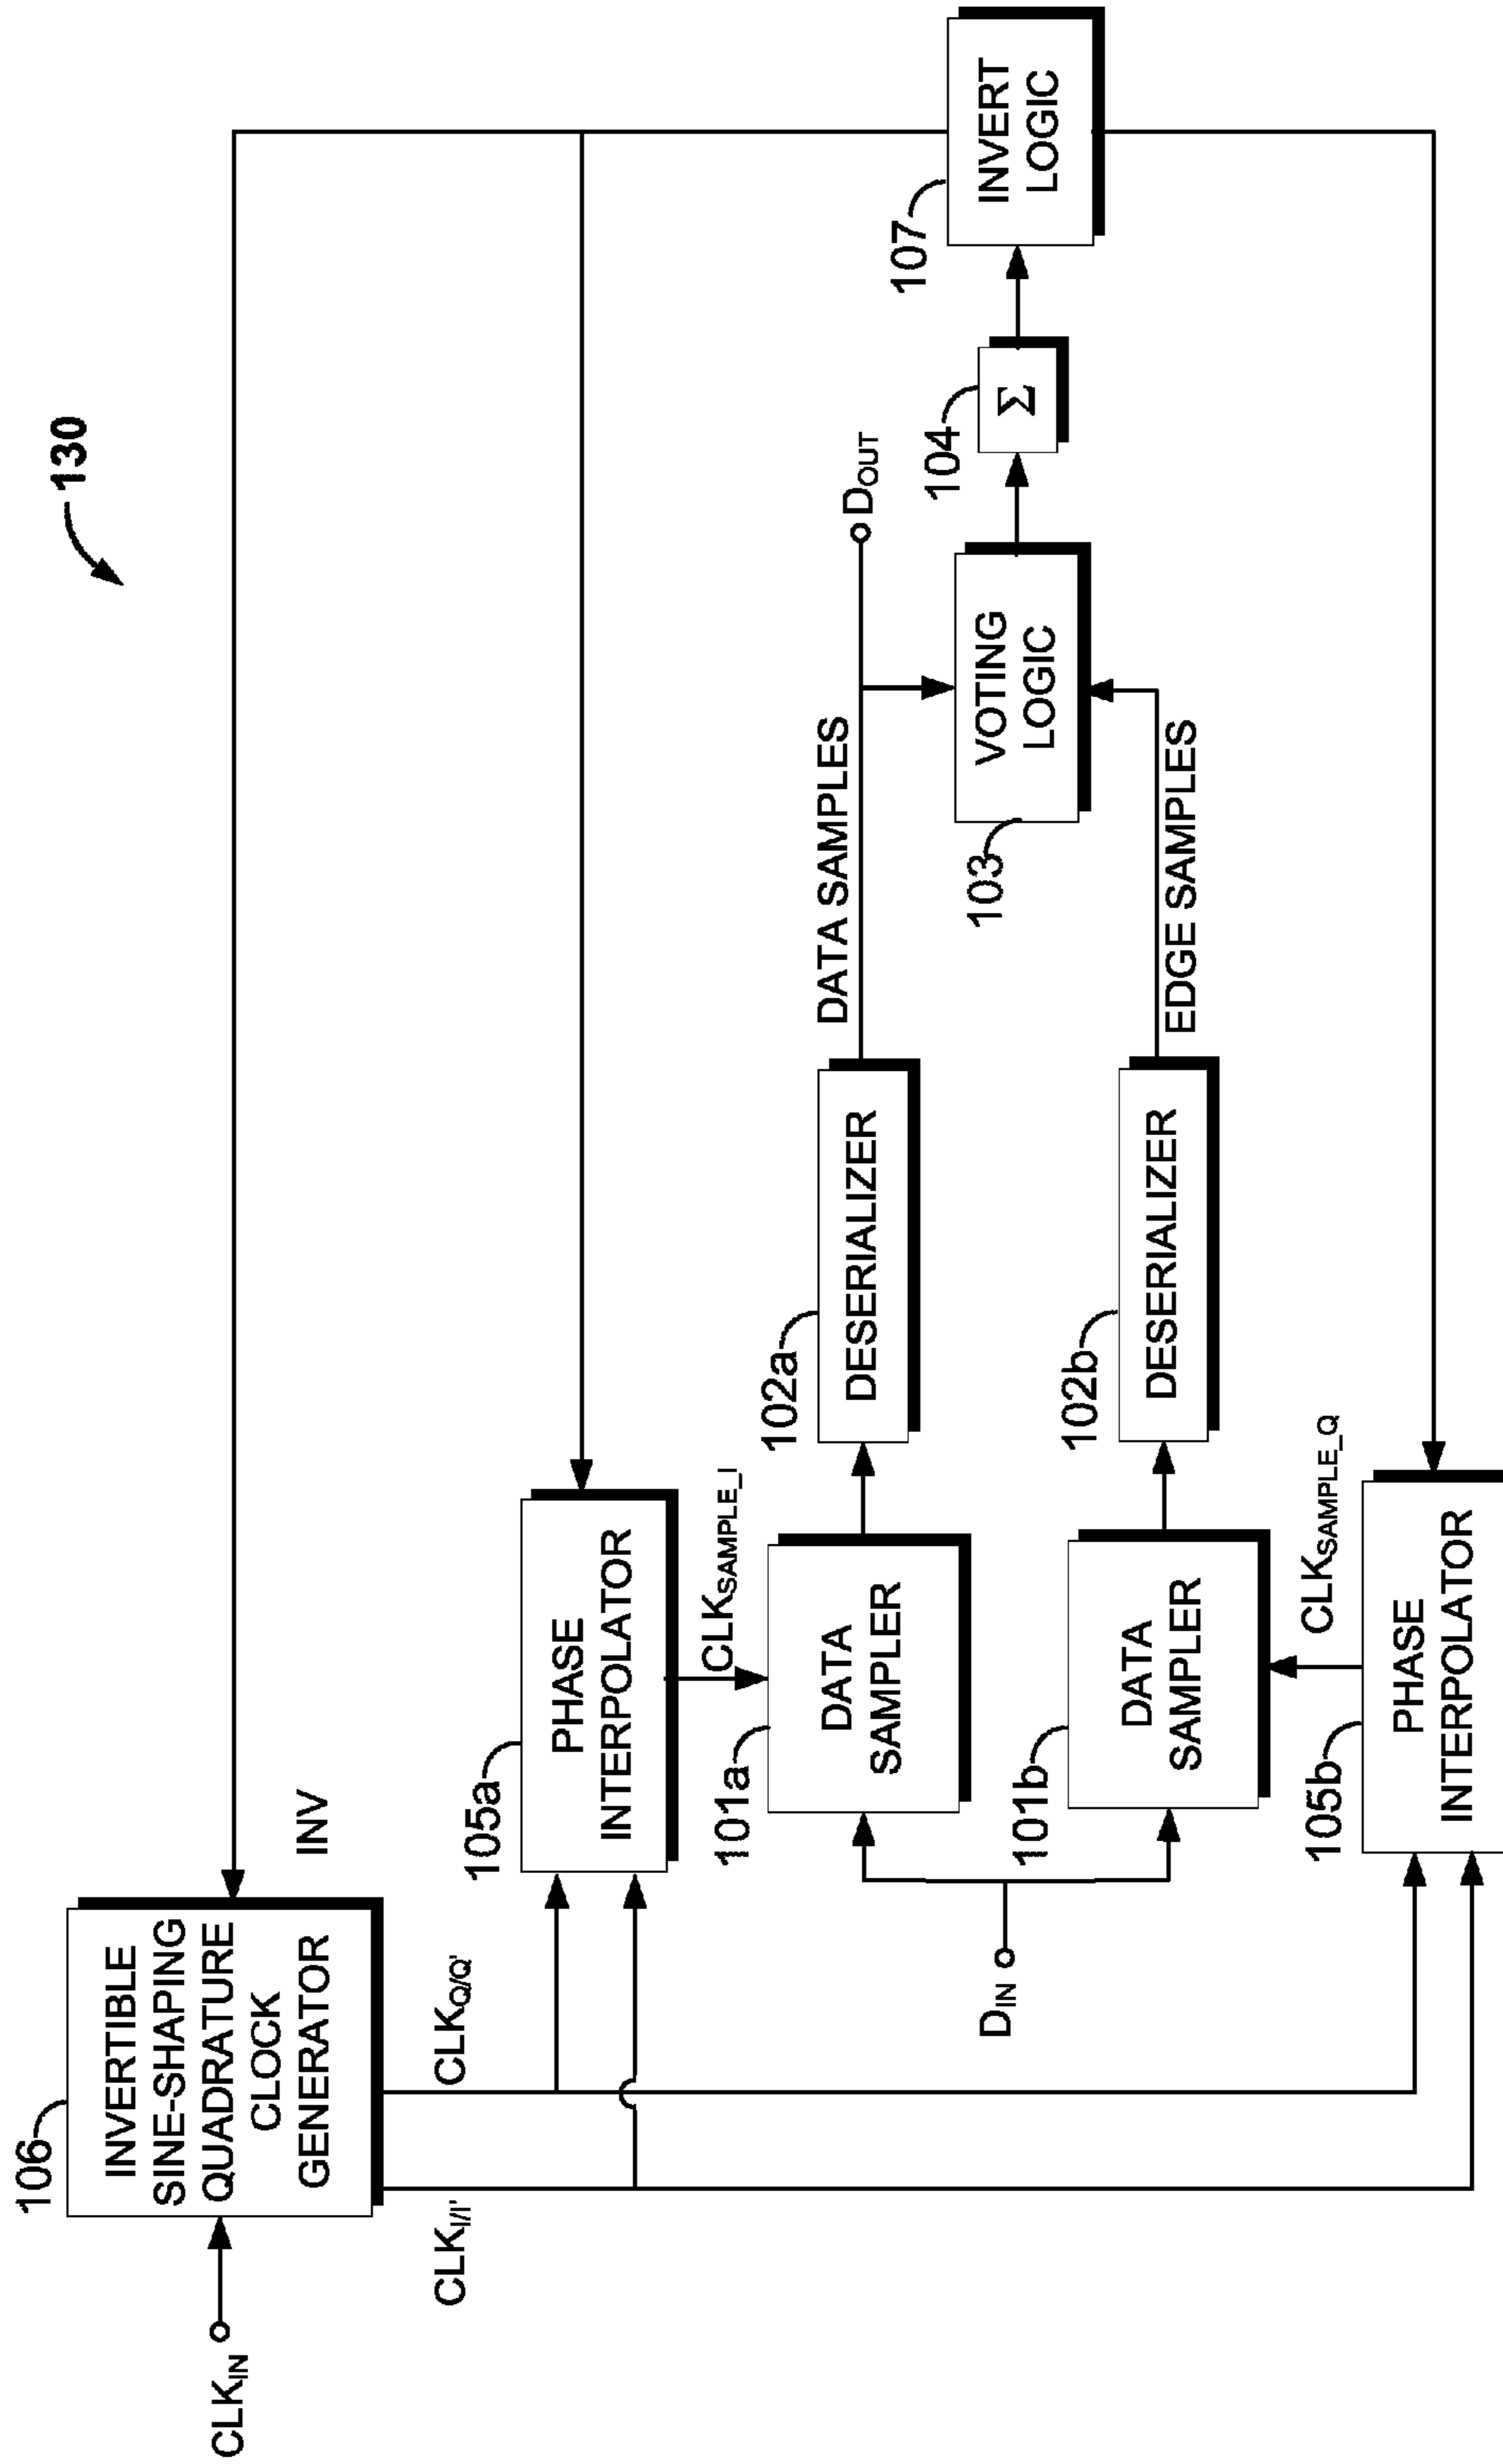 130
106
INVERTIBLE
SINE-SHAPING
QUADRATURE
CLOCK
GENERATOR
CLK_IN
INV
CLK_Q/Q'
CLK_I/I'
105a
PHASE
INTERPOLATOR
CLK_SAMPLE_I
101a
DATA
SAMPLER
102a
DESERIALIZER
DATA SAMPLES
D_OUT
D_IN
101b
DATA
SAMPLER
102b
DESERIALIZER
EDGE SAMPLES
103
VOTING
LOGIC
104
Σ
107
INVERT
LOGIC
CLK_SAMPLE_Q
105b
PHASE
INTERPOLATOR